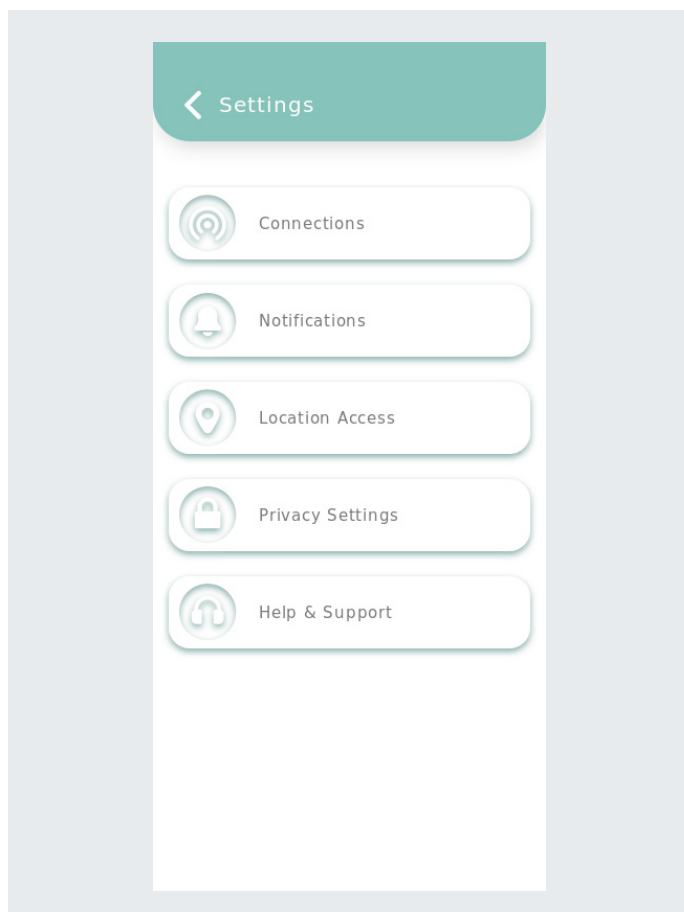 Settings
Connections
Notifications
Location Access
Privacy Settings
Help & Support